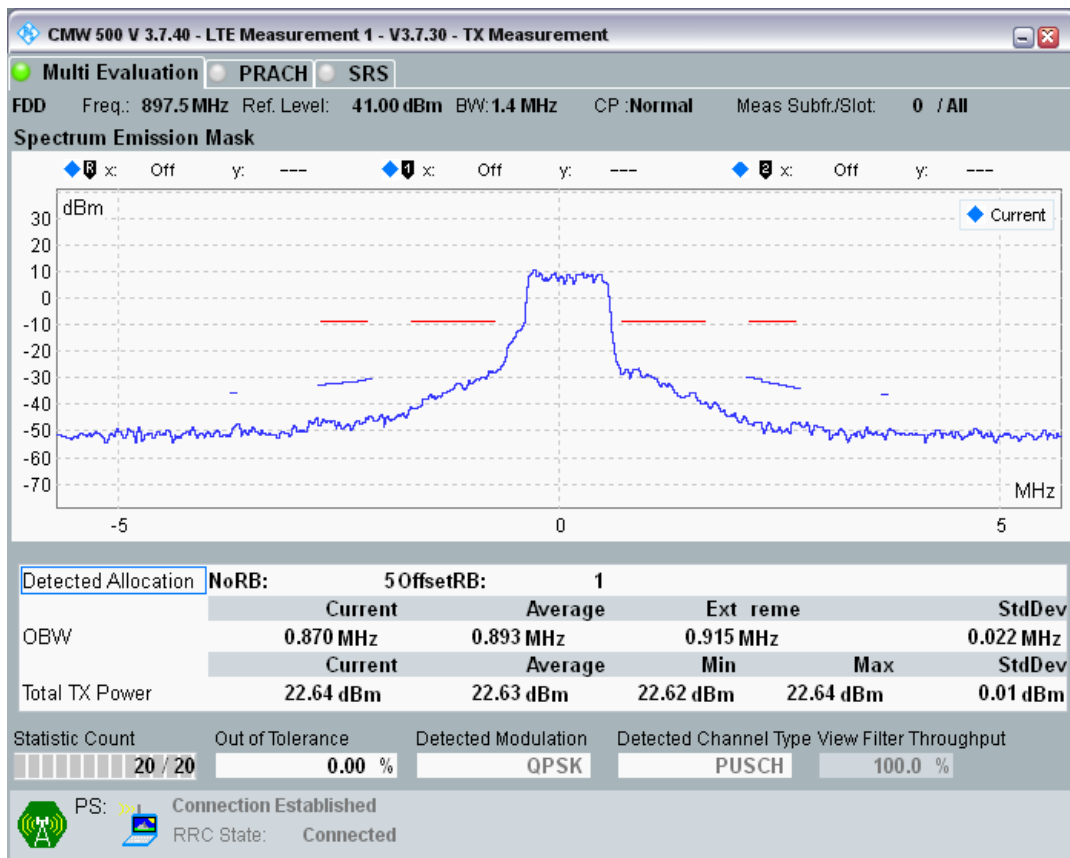 CMW 500 V 3.7.40 - LTE Measurement 1 - V3.7.30 - TX Measurement
Multi Evaluation PRACH SRS
FDD Freq.: 897.5 MHz Ref. Level: 41.00 dBm BW: 1.4 MHz CP :Normal Meas Subfr./Slot: 0 / All
Spectrum Emission Mask
R x: Off y: --- 1 x: Off y: --- 2 x: Off y: ---
dBm
Current
30
20
10
0
-10
-20
-30
-40
-50
-60
-70
MHz
-5 0 5
Detected Allocation NoRB: 5 OffsetRB: 1
Current Average Ext reme StdDev
OBW 0.870 MHz 0.893 MHz 0.915 MHz 0.022 MHz
Current Average Min Max StdDev
Total TX Power 22.64 dBm 22.63 dBm 22.62 dBm 22.64 dBm 0.01 dBm
Statistic Count Out of Tolerance Detected Modulation Detected Channel Type View Filter Throughput
20 / 20 0.00 % QPSK PUSCH 100.0 %
PS: Connection Established
RRC State: Connected